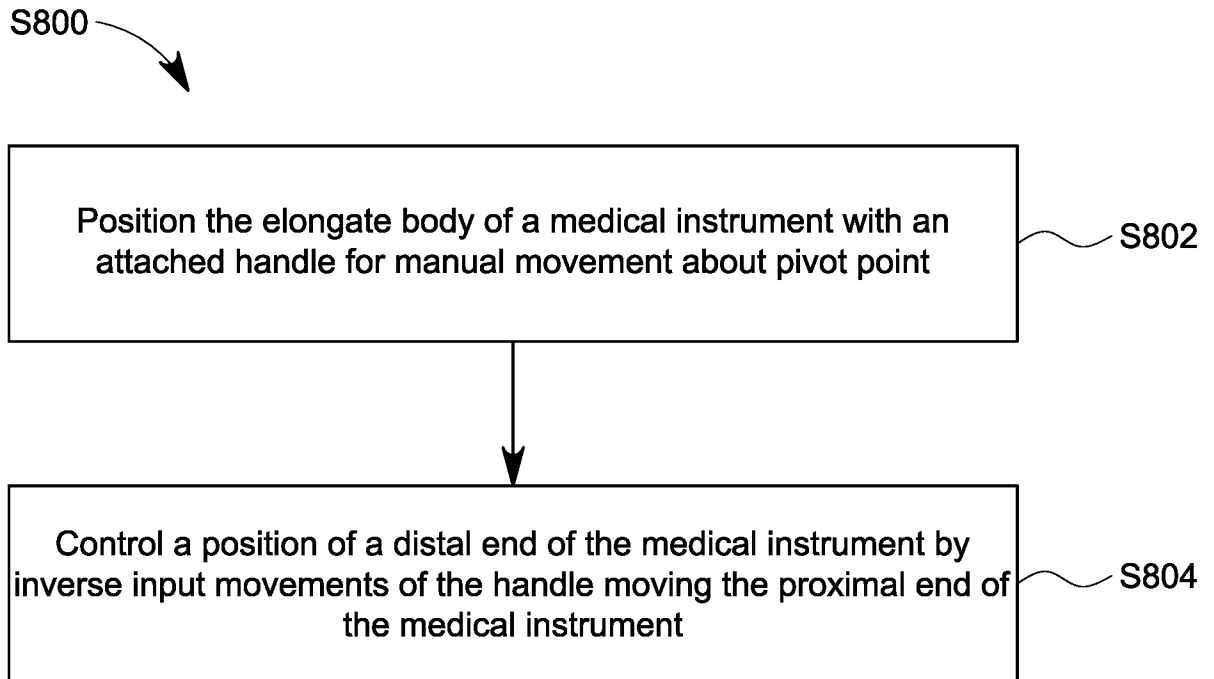 S800
Position the elongate body of a medical instrument with an
attached handle for manual movement about pivot point
S802
Control a position of a distal end of the medical instrument by
inverse input movements of the handle moving the proximal end of
the medical instrument
S804